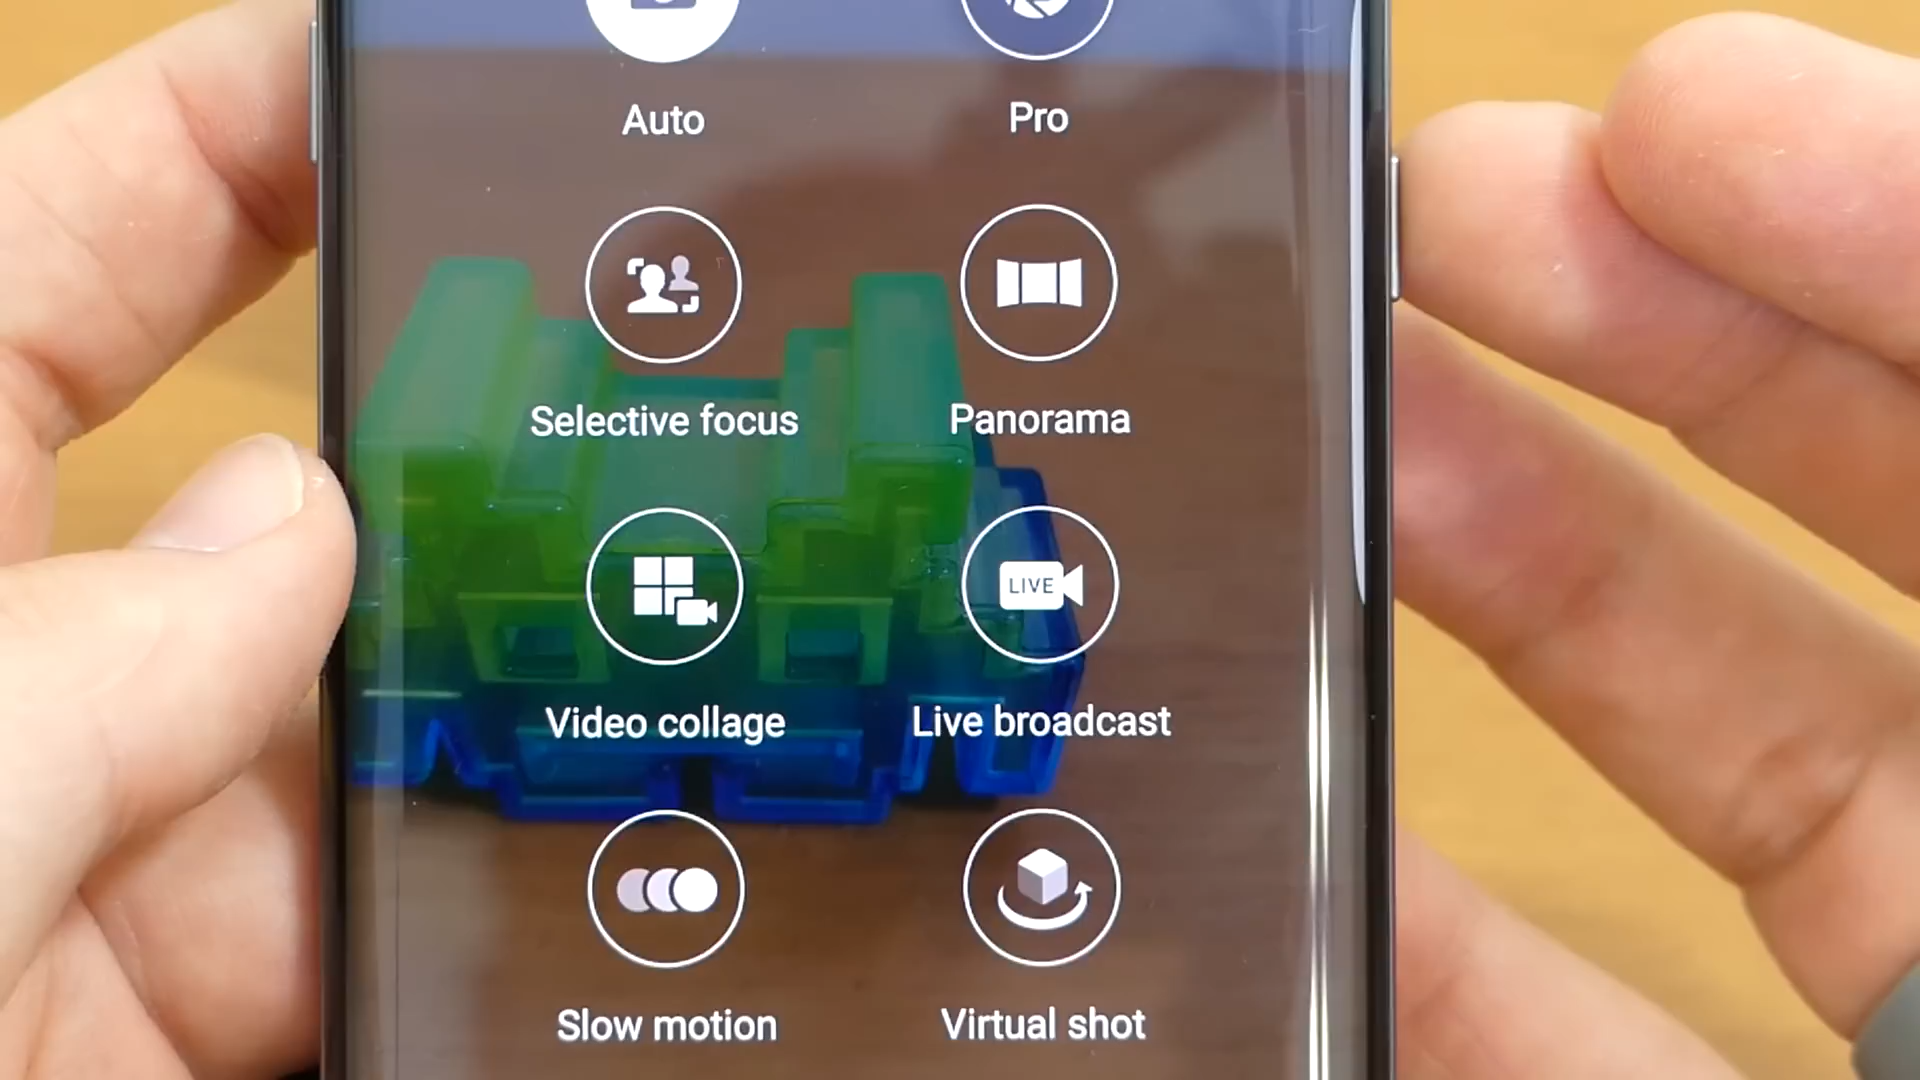 Auto
Pro
Selective focus
Panorama
LIVE
Video collage
Live broadcast
Slow motion
Virtual shot